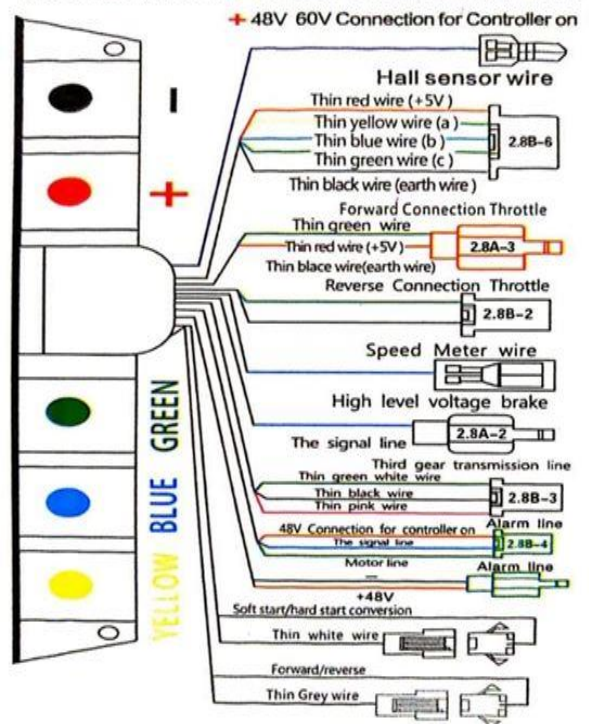 + 48V 60V Connection for Controller on
Hall sensor wire
Thin red wire (+5V )
Thin yellow wire (a )
Thin blue wire (b )
Thin green wire (c )
2.8B-6
Thin black wire (earth wire )
−
+
Forward Connection Throttle
Thin green wire
Thin red wire (+5V)
2.8A-3
Thin blace wire(earth wire)
Reverse Connection Throttle
2.8B-2
Speed Meter wire
High level voltage brake
The signal line
2.8A-2
Third gear transmission line
Thin green white wire
Thin black wire
2.8B-3
Thin pink wire
Alarm line
48V Connection for controller on
The signal line
2.8B-4
Motor line
Alarm line
−
+48V
Soft start/hard start conversion
Thin white wire
Forward/reverse
Thin Grey wire
GREEN
BLUE
YELLOW